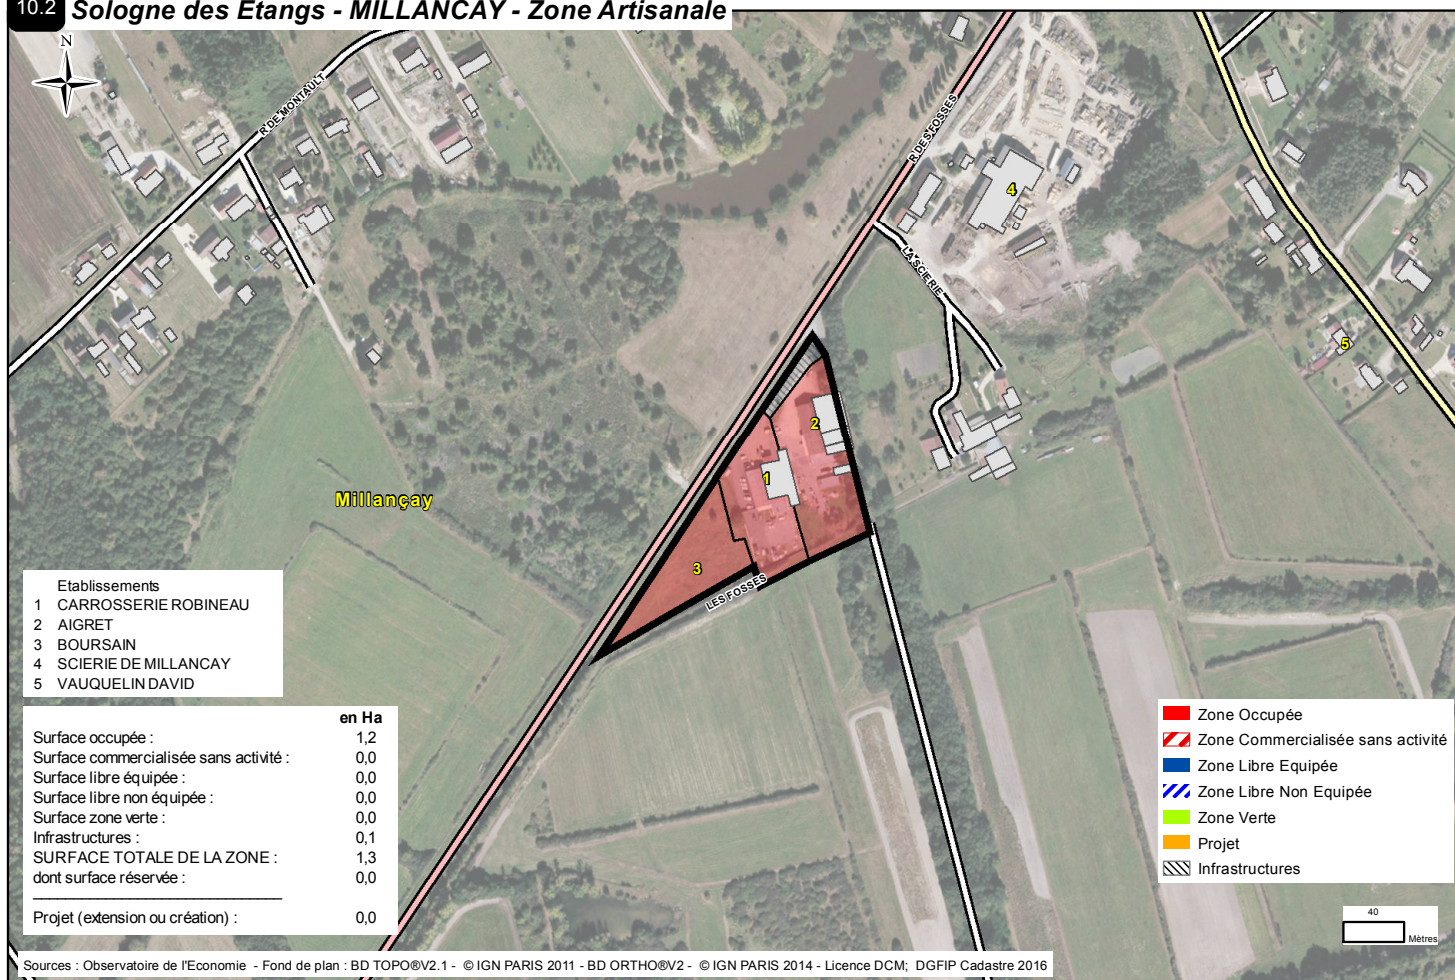 10.2 Sologne des Etangs - MILLANCAY - Zone Artisanale
N
R DE MONTAULT
R DES FOSSES
LA SCIERIE
4
5
2
1
3
LES FOSSES
Millançay
Etablissements
1 CARROSSERIE ROBINEAU
2 AIGRET
3 BOURSAIN
4 SCIERIE DE MILLANCAY
5 VAUQUELIN DAVID
en Ha
Surface occupée : 1,2
Surface commercialisée sans activité : 0,0
Surface libre équipée : 0,0
Surface libre non équipée : 0,0
Surface zone verte : 0,0
Infrastructures : 0,1
SURFACE TOTALE DE LA ZONE : 1,3
dont surface réservée : 0,0
Projet (extension ou création) : 0,0
Zone Occupée
Zone Commercialisée sans activité
Zone Libre Equipée
Zone Libre Non Equipée
Zone Verte
Projet
Infrastructures
40
Mètres
Sources : Observatoire de l'Economie - Fond de plan : BD TOPO®V2.1 - © IGN PARIS 2011 - BD ORTHO®V2 - © IGN PARIS 2014 - Licence DCM; DGFIP Cadastre 2016